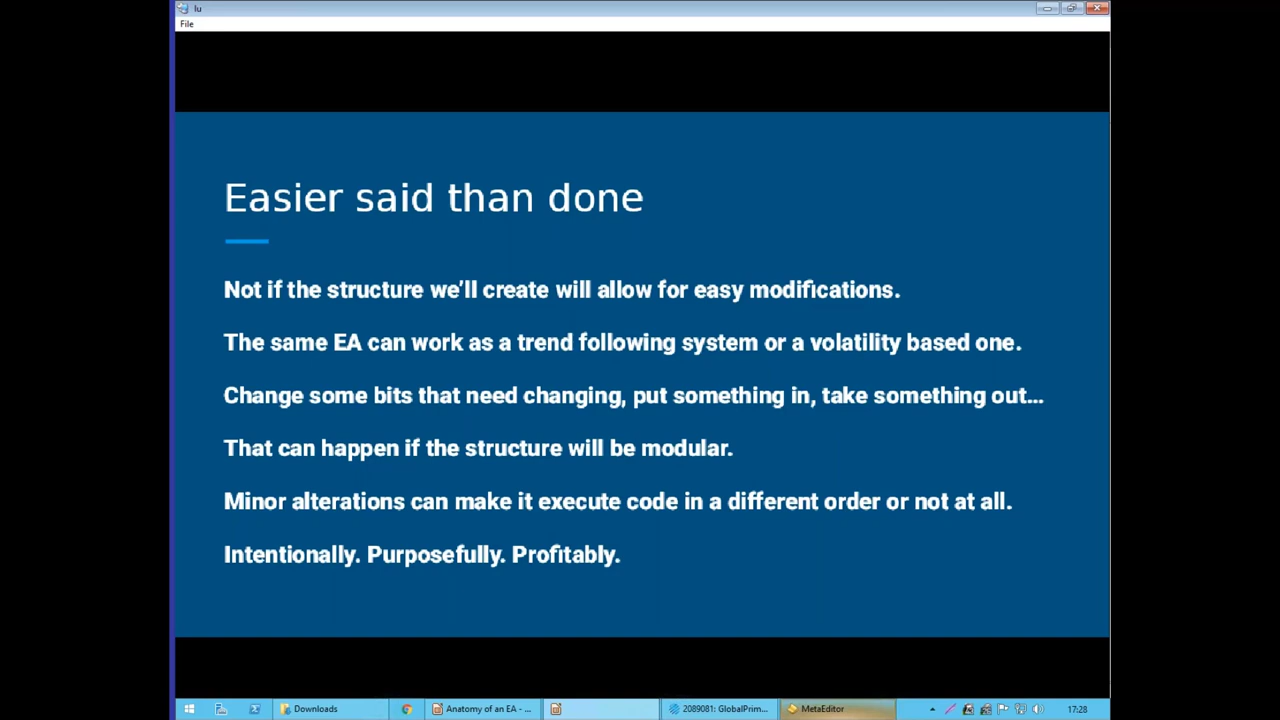 lu
File
Easier said than done
Not if the structure we'll create will allow for easy modifications.
The same EA can work as a trend following system or a volatility based one.
Change some bits that need changing, put something in, take something out...
That can happen if the structure will be modular.
Minor alterations can make it execute code in a different order or not at all.
Intentionally. Purposefully. Profitably.
Downloads
Anatomy of an EA - ...
2089081: GlobalPrim...
MetaEditor
17:28